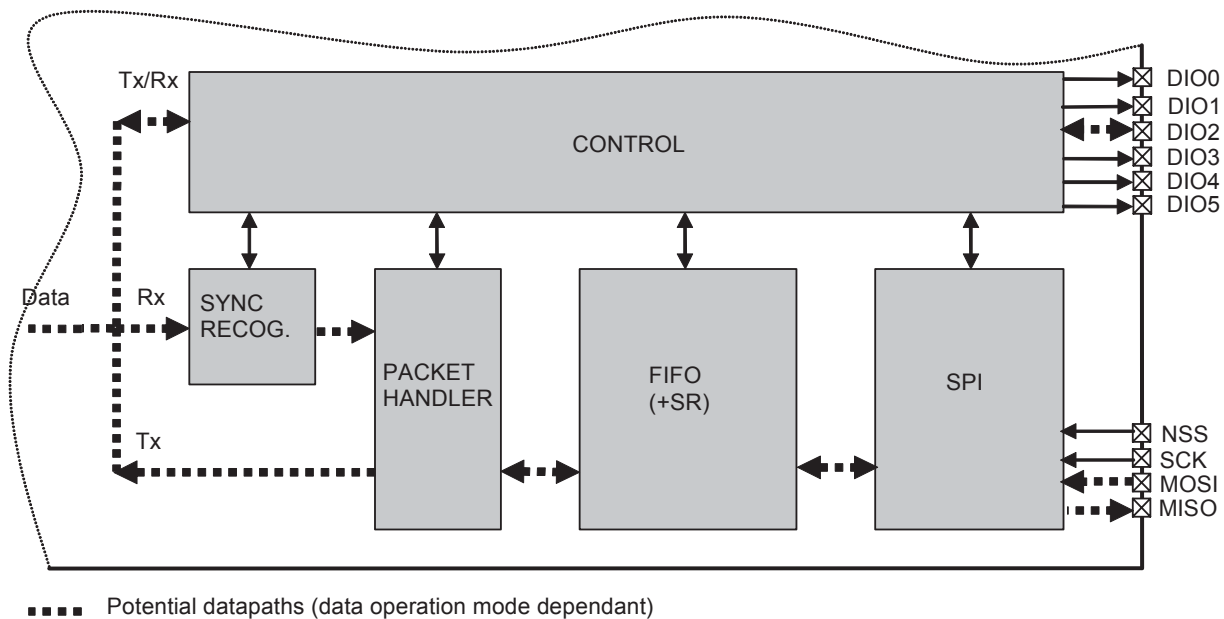 Tx/Rx
CONTROL
DIO0
DIO1
DIO2
DIO3
DIO4
DIO5
Data
Rx
SYNC
RECOG.
PACKET
HANDLER
FIFO
(+SR)
SPI
Tx
NSS
SCK
MOSI
MISO
Potential datapaths (data operation mode dependant)